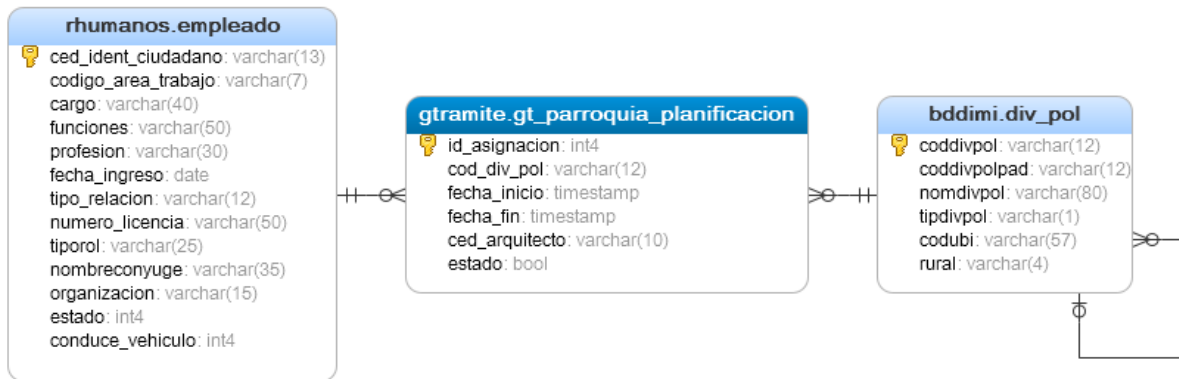 rhumanos.empleado
ced_ident_ciudadano: varchar(13)
codigo_area_trabajo: varchar(7)
cargo: varchar(40)
funciones: varchar(50)
profesion: varchar(30)
fecha_ingreso: date
tipo_relacion: varchar(12)
numero_licencia: varchar(50)
tiporol: varchar(25)
nombreconyuge: varchar(35)
organizacion: varchar(15)
estado: int4
conduce_vehiculo: int4
gtramite.gt_parroquia_planificacion
id_asignacion: int4
cod_div_pol: varchar(12)
fecha_inicio: timestamp
fecha_fin: timestamp
ced_arquitecto: varchar(10)
estado: bool
bddimi.div_pol
coddivpol: varchar(12)
coddivpolpad: varchar(12)
nomdivpol: varchar(80)
tipdivpol: varchar(1)
codubi: varchar(57)
rural: varchar(4)